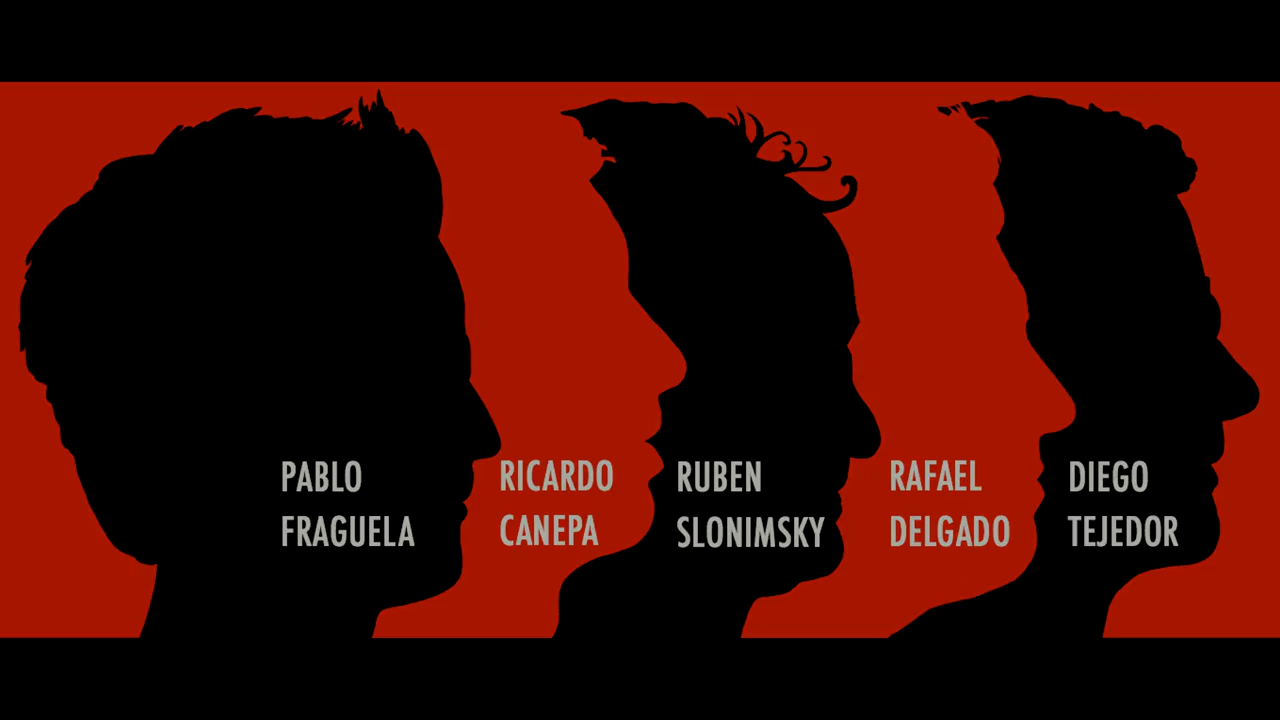 PABLO
FRAGUELA
RICARDO
CANEPA
RUBEN
SLONIMSKY
RAFAEL
DELGADO
DIEGO
TEJEDOR